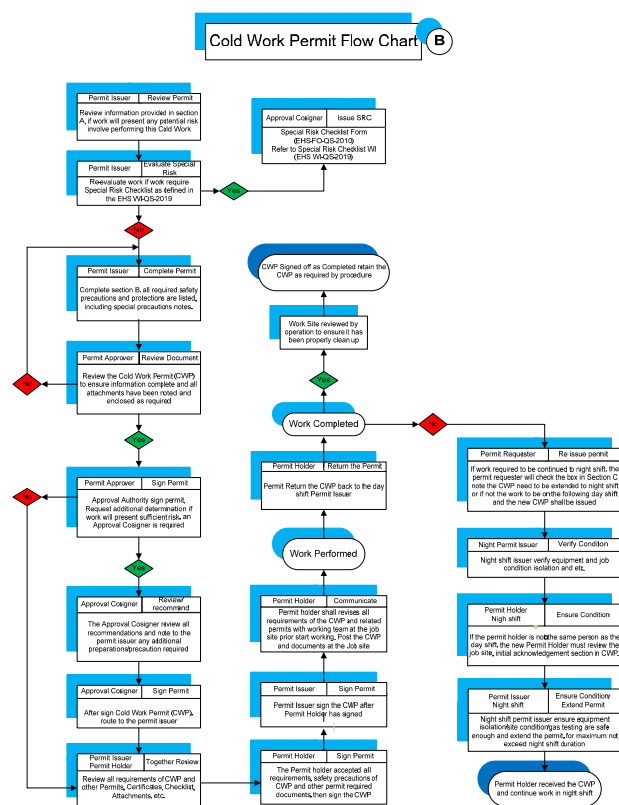 Cold Work Permit Flow Chart
B
Permit Issuer
Review Permit
Review information provided in section
A, if work will present any potential risk
involve performing this Cold Work
Approval Cosigner
Issue SRC
Special Risk Checklist Form
(EHS-FO-QS-2010)
Refer to Special Risk Checklist WI
(EHS WI-QS-2019)
Permit Issuer
Evaluate Special
Risk
Re-evaluate work if work require
Special Risk Checklist as defined in
the EHS WI-QS-2019
Yes
No
Permit Issuer
Complete Permit
Complete section B, all required safety
precautions and protections are listed,
including special precautions notes.
Permit Approver
Review Document
Review the Cold Work Permit (CWP)
to ensure information complete and all
attachments have been noted and
enclosed as required
No
Yes
Permit Approver
Sign Permit
Approval Authority sign permit,
Request additional determination if
work will present sufficient risk, an
Approval Cosigner is required
No
Yes
Approval Cosigner
Review/
recommend
The Approval Cosigner review all
recommendations and note to the
permit issuer any additional
preparations/precaution required
Approval Cosigner
Sign Permit
After sign Cold Work Permit (CWP),
route to the permit issuer
Permit Issuer
Permit Holder
Together Review
Review all requirements of CWP and
other Permits, Certificates, Checklist,
Attachments, etc.
CWP Signed off as Completed retain the
CWP as required by procedure
Work Site reviewed by
operation to ensure it has
been properly clean up
Yes
Work Completed
No
Permit Holder
Return the Permit
Permit Return the CWP back to the day
shift Permit Issuer
Work Performed
Permit Holder
Communicate
Permit holder shall revises all
requirements of the CWP and related
permits with working team at the job
site prior start working. Post the CWP
and documents at the Job site
Permit Issuer
Sign Permit
Permit Issuer sign the CWP after
Permit Holder has signed
Permit Holder
Sign Permit
The Permit holder accepted all
requirements, safety precautions of
CWP and other permit required
documents, then sign the CWP
Permit Requester
Re issue permit
If work required to be continued to night shift, the
permit requester will check the box in Section C
note the CWP need to be extended to night shift
or if not the work to be on the following day shift
and the new CWP shall be issued
Night Permit Issuer
Verify Condition
Night shift issuer verify equipment and job
condition isolation and etc.
Permit Holder
Nigh shift
Ensure Condition
If the permit holder is not the same person as the
day shift, the new Permit Holder must review the
job site, initial acknowledgement section in CWP.
Permit Issuer
Night shift
Ensure Condition/
Extend Permit
Night shift permit issuer ensure equipment
isolation/site condition/gas testing are safe
enough and extend the permit, for maximum not
exceed night shift duration
Permit Holder received the CWP
and continue work in night shift